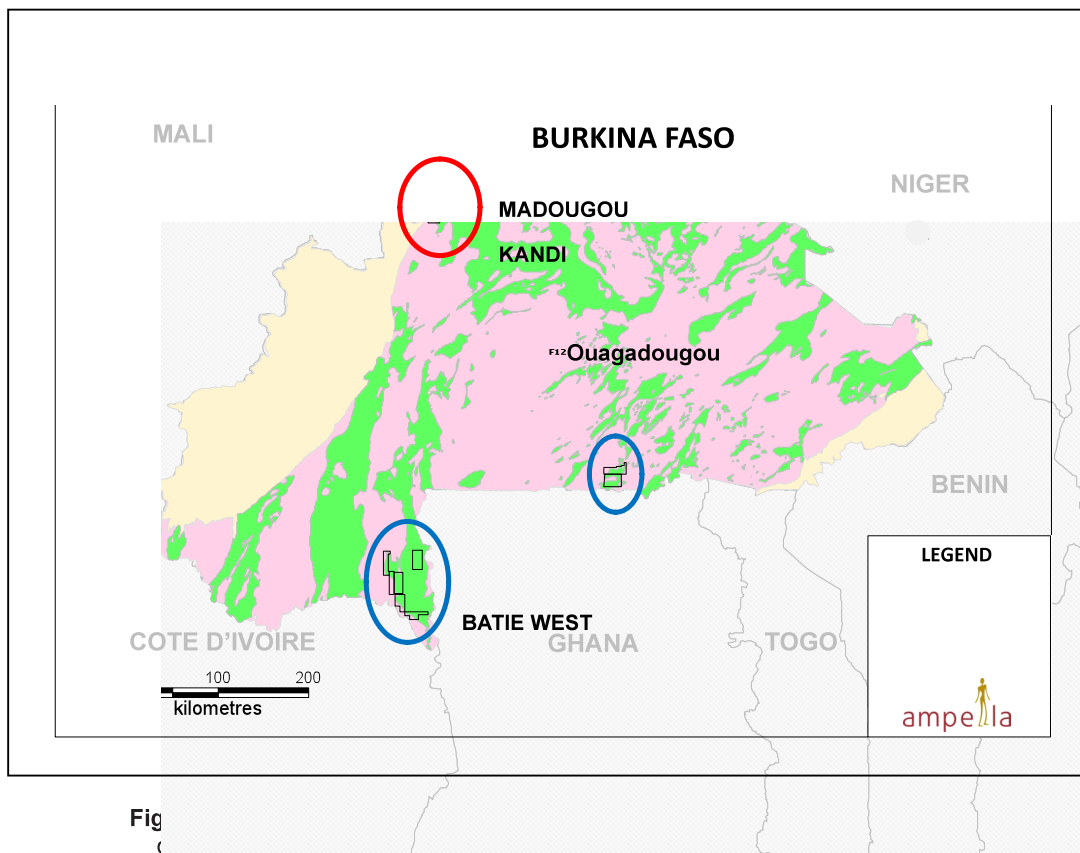 MALI
BURKINA FASO
NIGER
MADOUGOU
KANDI
F12Ouagadougou
BENIN
LEGEND
BATIE WEST
COTE D'IVOIRE
GHANA
TOGO
100 200
kilometres
ampella
Fig